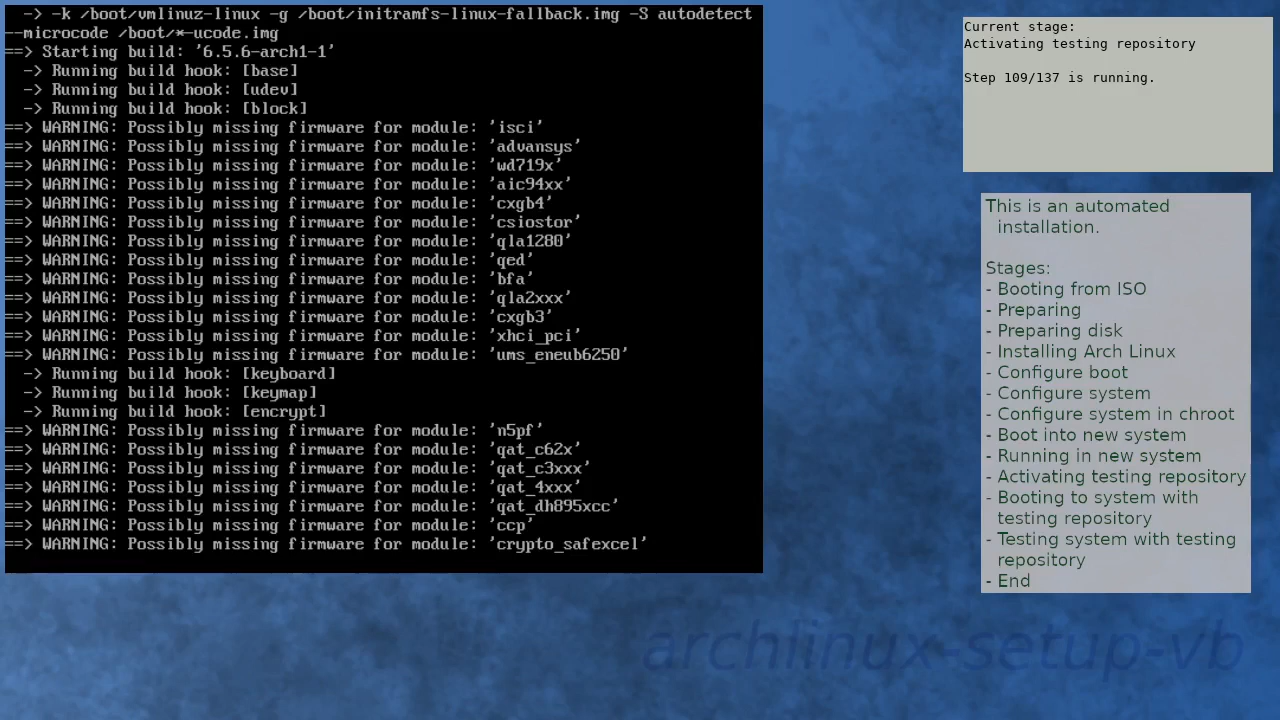 -> -k /boot/vmlinuz-linux -g /boot/initramfs-linux-fallback.img -S autodetect
--microcode /boot/*-ucode.img
==> Starting build: '6.5.6-arch1-1'
-> Running build hook: [base]
-> Running build hook: [udev]
-> Running build hook: [block]
==> WARNING: Possibly missing firmware for module: 'isci'
==> WARNING: Possibly missing firmware for module: 'advansys'
==> WARNING: Possibly missing firmware for module: 'wd719x'
==> WARNING: Possibly missing firmware for module: 'aic94xx'
==> WARNING: Possibly missing firmware for module: 'cxgb4'
==> WARNING: Possibly missing firmware for module: 'csiostor'
==> WARNING: Possibly missing firmware for module: 'qla1280'
==> WARNING: Possibly missing firmware for module: 'qed'
==> WARNING: Possibly missing firmware for module: 'bfa'
==> WARNING: Possibly missing firmware for module: 'qla2xxx'
==> WARNING: Possibly missing firmware for module: 'cxgb3'
==> WARNING: Possibly missing firmware for module: 'xhci_pci'
==> WARNING: Possibly missing firmware for module: 'ums_eneub6250'
-> Running build hook: [keyboard]
-> Running build hook: [keymap]
-> Running build hook: [encrypt]
==> WARNING: Possibly missing firmware for module: 'n5pf'
==> WARNING: Possibly missing firmware for module: 'qat_c62x'
==> WARNING: Possibly missing firmware for module: 'qat_c3xxx'
==> WARNING: Possibly missing firmware for module: 'qat_4xxx'
==> WARNING: Possibly missing firmware for module: 'qat_dh895xcc'
==> WARNING: Possibly missing firmware for module: 'ccp'
==> WARNING: Possibly missing firmware for module: 'crypto_safexcel'
Current stage:
Activating testing repository
Step 109/137 is running.
This is an automated
installation.
Stages:
- Booting from ISO
- Preparing
- Preparing disk
- Installing Arch Linux
- Configure boot
- Configure system
- Configure system in chroot
- Boot into new system
- Running in new system
- Activating testing repository
- Booting to system with
testing repository
- Testing system with testing
repository
- End
archlinux-setup-vb